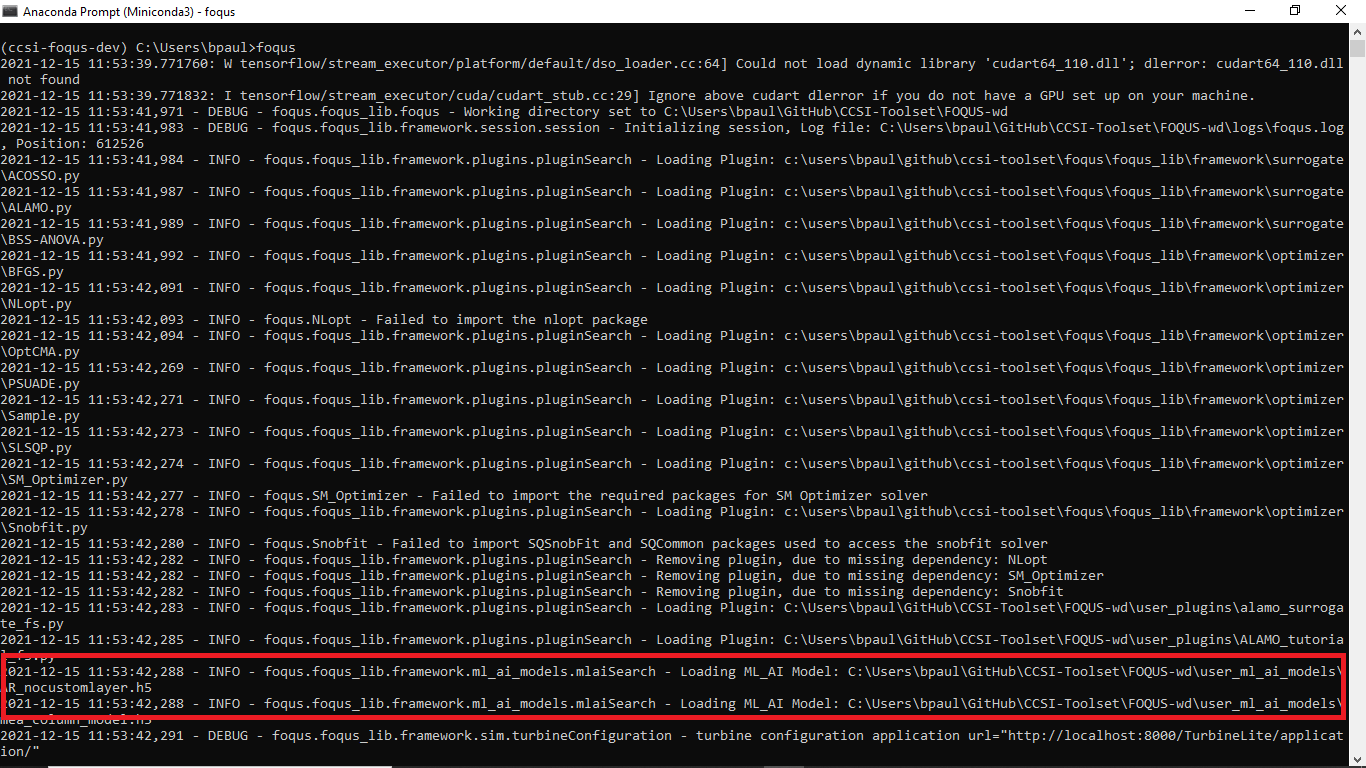 Anaconda Prompt (Miniconda3) - foqus
(ccsi-foqus-dev) C:\Users\bpaul>foqus
2021-12-15 11:53:39.771760: W tensorflow/stream_executor/platform/default/dso_loader.cc:64] Could not load dynamic library 'cudart64_110.dll'; dlerror: cudart64_110.dll
not found
2021-12-15 11:53:39.771832: I tensorflow/stream_executor/cuda/cudart_stub.cc:29] Ignore above cudart dlerror if you do not have a GPU set up on your machine.
2021-12-15 11:53:41,971 - DEBUG - foqus.foqus_lib.foqus - Working directory set to C:\Users\bpaul\GitHub\CCSI-Toolset\FOQUS-wd
2021-12-15 11:53:41,983 - DEBUG - foqus.foqus_lib.framework.session.session - Initializing session, Log file: C:\Users\bpaul\GitHub\CCSI-Toolset\FOQUS-wd\logs\foqus.log
, Position: 612526
2021-12-15 11:53:41,984 - INFO - foqus.foqus_lib.framework.plugins.pluginSearch - Loading Plugin: c:\users\bpaul\github\ccsi-toolset\foqus\foqus_lib\framework\surrogate
\ACOSSO.py
2021-12-15 11:53:41,987 - INFO - foqus.foqus_lib.framework.plugins.pluginSearch - Loading Plugin: c:\users\bpaul\github\ccsi-toolset\foqus\foqus_lib\framework\surrogate
\ALAMO.py
2021-12-15 11:53:41,989 - INFO - foqus.foqus_lib.framework.plugins.pluginSearch - Loading Plugin: c:\users\bpaul\github\ccsi-toolset\foqus\foqus_lib\framework\surrogate
\BSS-ANOVA.py
2021-12-15 11:53:41,992 - INFO - foqus.foqus_lib.framework.plugins.pluginSearch - Loading Plugin: c:\users\bpaul\github\ccsi-toolset\foqus\foqus_lib\framework\optimizer
\BFGS.py
2021-12-15 11:53:42,091 - INFO - foqus.foqus_lib.framework.plugins.pluginSearch - Loading Plugin: c:\users\bpaul\github\ccsi-toolset\foqus\foqus_lib\framework\optimizer
\NLopt.py
2021-12-15 11:53:42,093 - INFO - foqus.NLopt - Failed to import the nlopt package
2021-12-15 11:53:42,094 - INFO - foqus.foqus_lib.framework.plugins.pluginSearch - Loading Plugin: c:\users\bpaul\github\ccsi-toolset\foqus\foqus_lib\framework\optimizer
\OptCMA.py
2021-12-15 11:53:42,269 - INFO - foqus.foqus_lib.framework.plugins.pluginSearch - Loading Plugin: c:\users\bpaul\github\ccsi-toolset\foqus\foqus_lib\framework\optimizer
\PSUADE.py
2021-12-15 11:53:42,271 - INFO - foqus.foqus_lib.framework.plugins.pluginSearch - Loading Plugin: c:\users\bpaul\github\ccsi-toolset\foqus\foqus_lib\framework\optimizer
\Sample.py
2021-12-15 11:53:42,273 - INFO - foqus.foqus_lib.framework.plugins.pluginSearch - Loading Plugin: c:\users\bpaul\github\ccsi-toolset\foqus\foqus_lib\framework\optimizer
\SLSQP.py
2021-12-15 11:53:42,274 - INFO - foqus.foqus_lib.framework.plugins.pluginSearch - Loading Plugin: c:\users\bpaul\github\ccsi-toolset\foqus\foqus_lib\framework\optimizer
\SM_Optimizer.py
2021-12-15 11:53:42,277 - INFO - foqus.SM_Optimizer - Failed to import the required packages for SM Optimizer solver
2021-12-15 11:53:42,278 - INFO - foqus.foqus_lib.framework.plugins.pluginSearch - Loading Plugin: c:\users\bpaul\github\ccsi-toolset\foqus\foqus_lib\framework\optimizer
\Snobfit.py
2021-12-15 11:53:42,280 - INFO - foqus.Snobfit - Failed to import SQSnobFit and SQCommon packages used to access the snobfit solver
2021-12-15 11:53:42,282 - INFO - foqus.foqus_lib.framework.plugins.pluginSearch - Removing plugin, due to missing dependency: NLopt
2021-12-15 11:53:42,282 - INFO - foqus.foqus_lib.framework.plugins.pluginSearch - Removing plugin, due to missing dependency: SM_Optimizer
2021-12-15 11:53:42,282 - INFO - foqus.foqus_lib.framework.plugins.pluginSearch - Removing plugin, due to missing dependency: Snobfit
2021-12-15 11:53:42,283 - INFO - foqus.foqus_lib.framework.plugins.pluginSearch - Loading Plugin: C:\Users\bpaul\GitHub\CCSI-Toolset\FOQUS-wd\user_plugins\alamo_surroga
te_fs.py
2021-12-15 11:53:42,285 - INFO - foqus.foqus_lib.framework.plugins.pluginSearch - Loading Plugin: C:\Users\bpaul\GitHub\CCSI-Toolset\FOQUS-wd\user_plugins\ALAMO_tutoria
2021-12-15 11:53:42,288 - INFO - foqus.foqus_lib.framework.ml_ai_models.mlaiSearch - Loading ML_AI Model: C:\Users\bpaul\GitHub\CCSI-Toolset\FOQUS-wd\user_ml_ai_models\
AR_nocustomlayer.h5
2021-12-15 11:53:42,288 - INFO - foqus.foqus_lib.framework.ml_ai_models.mlaiSearch - Loading ML_AI Model: C:\Users\bpaul\GitHub\CCSI-Toolset\FOQUS-wd\user_ml_ai_models\
mea_column_model.h5
2021-12-15 11:53:42,291 - DEBUG - foqus.foqus_lib.framework.sim.turbineConfiguration - turbine configuration application url="http://localhost:8000/TurbineLite/applicat
ion/"